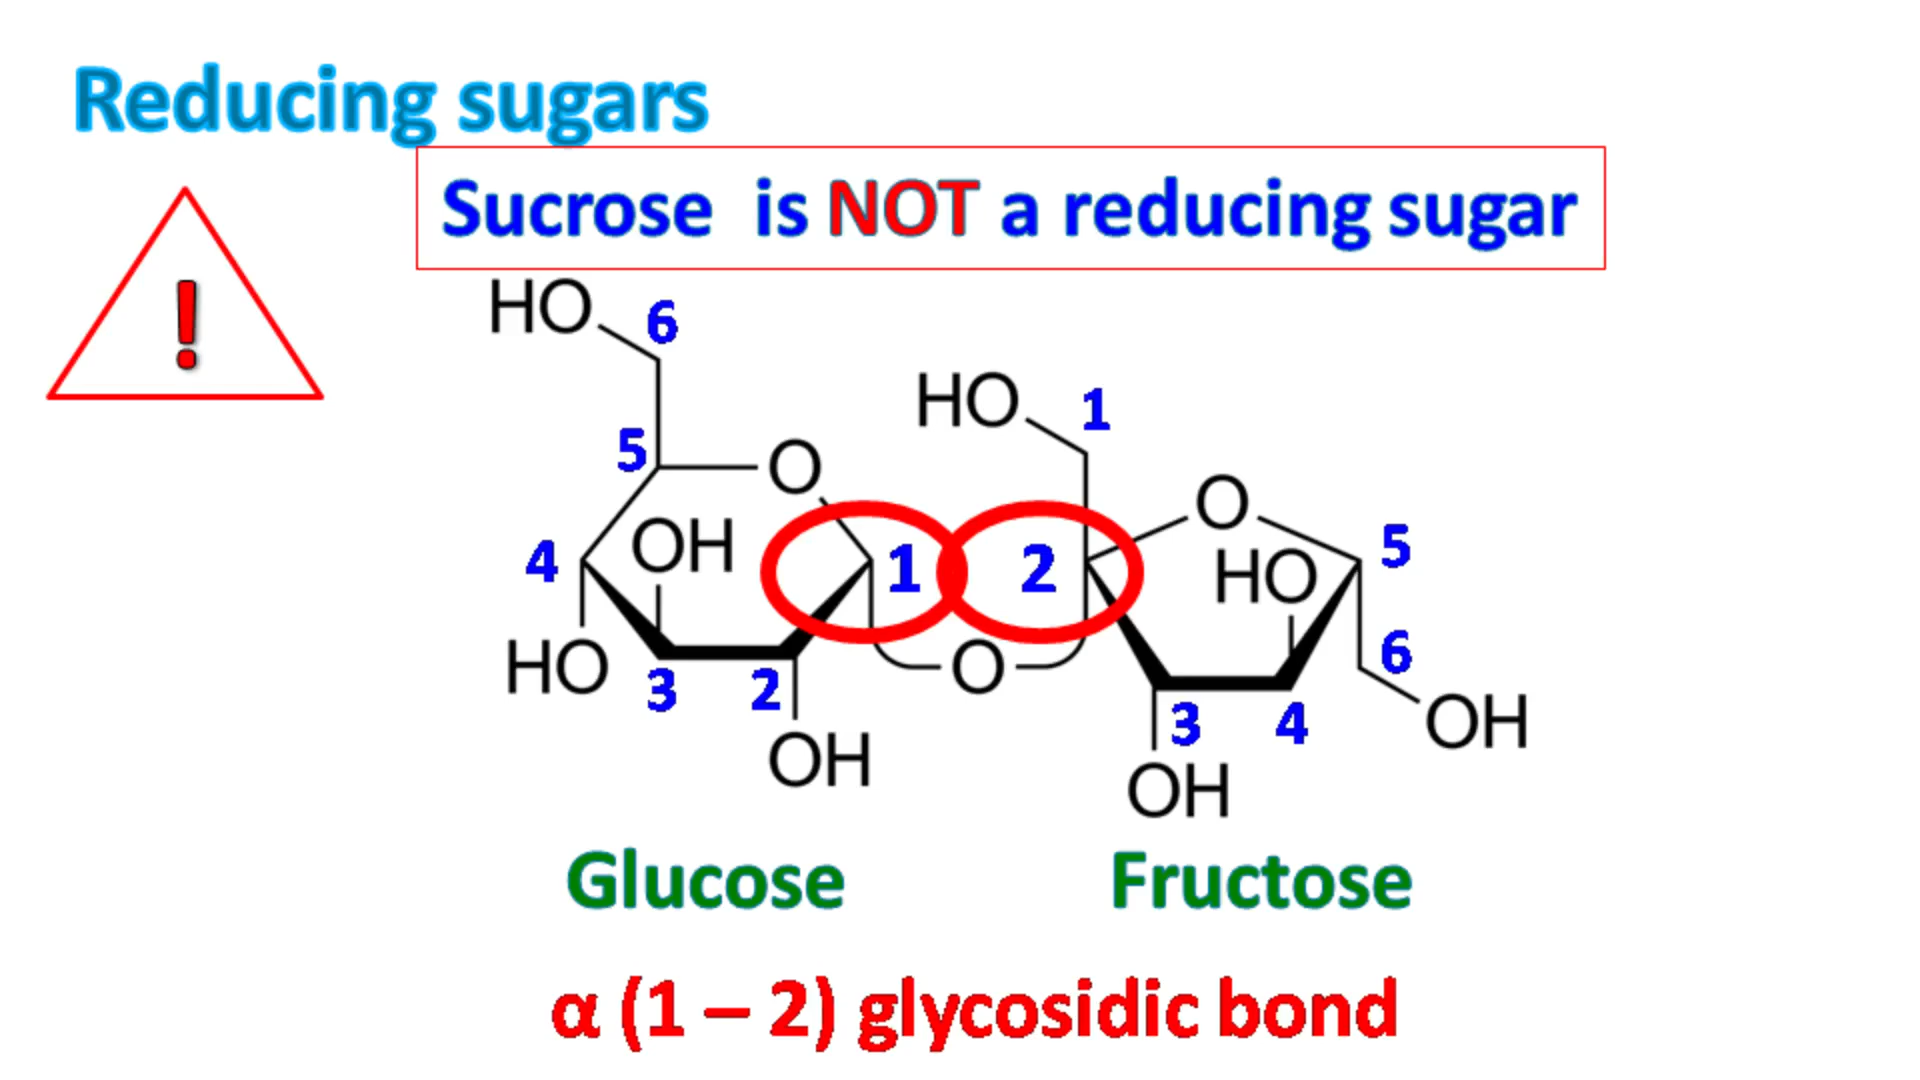 Reducing sugars
Sucrose is NOT a reducing sugar
!
HO 6
HO 1
5 O
O
4 OH 1 2 HO 5
HO 3 2 O 6
OH 3 4 OH
OH
Glucose Fructose
α (1 – 2) glycosidic bond